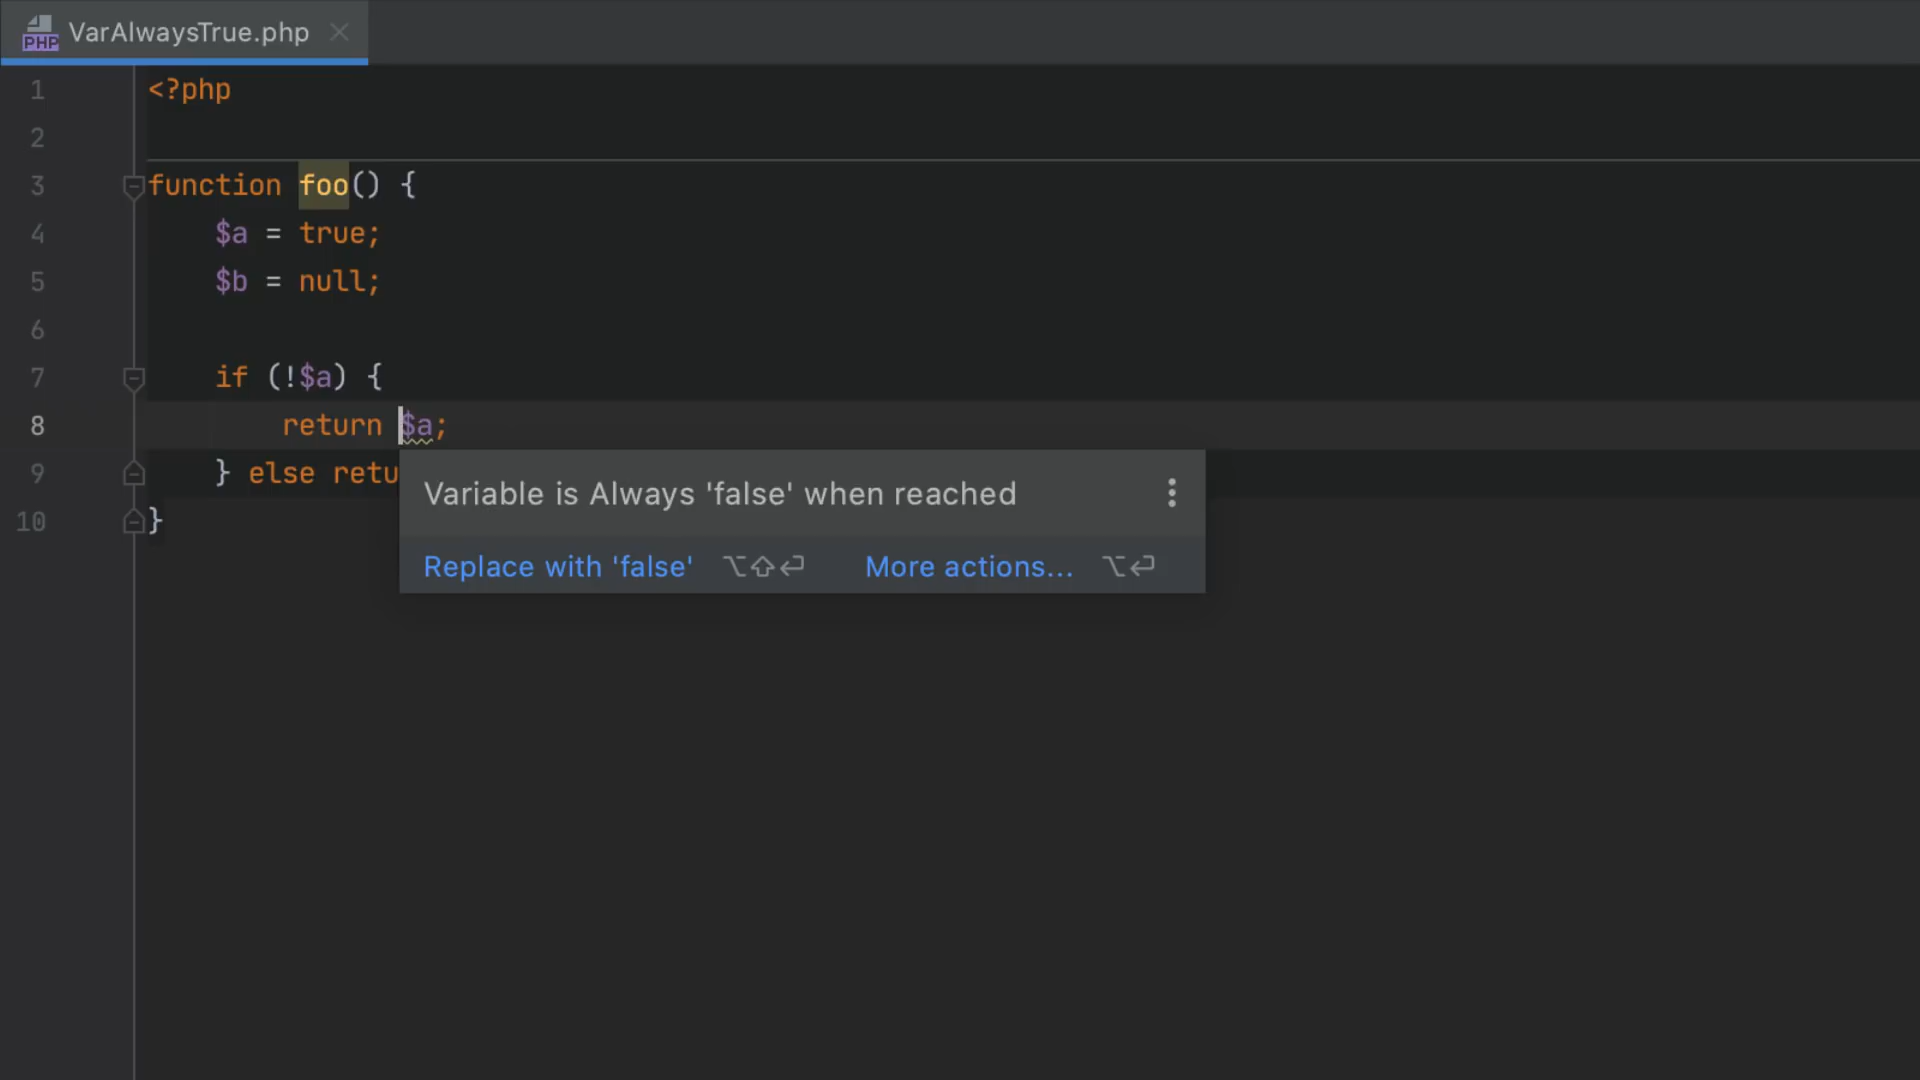 PHP VarAlwaysTrue.php
1 <?php
2
3 function foo() {
4 $a = true;
5 $b = null;
6
7 if (!$a) {
8 return $a;
9 } else retu
10 }
Variable is Always 'false' when reached
Replace with 'false' ⌥⇧⏎ More actions... ⌥⏎